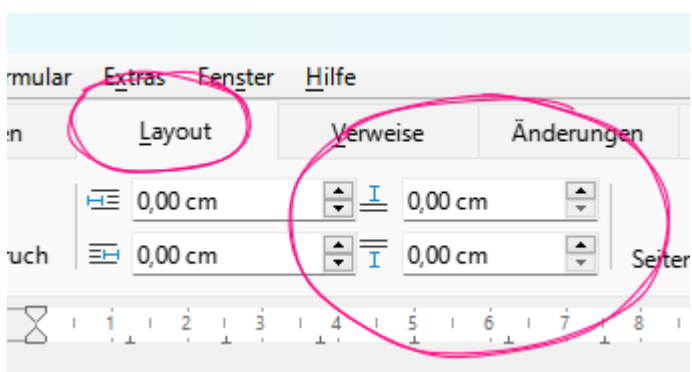 rmular Extras Fenster Hilfe
en Layout Verweise Änderungen
0,00 cm 0,00 cm
ruch 0,00 cm 0,00 cm Seiten
1 2 3 4 5 6 7 8